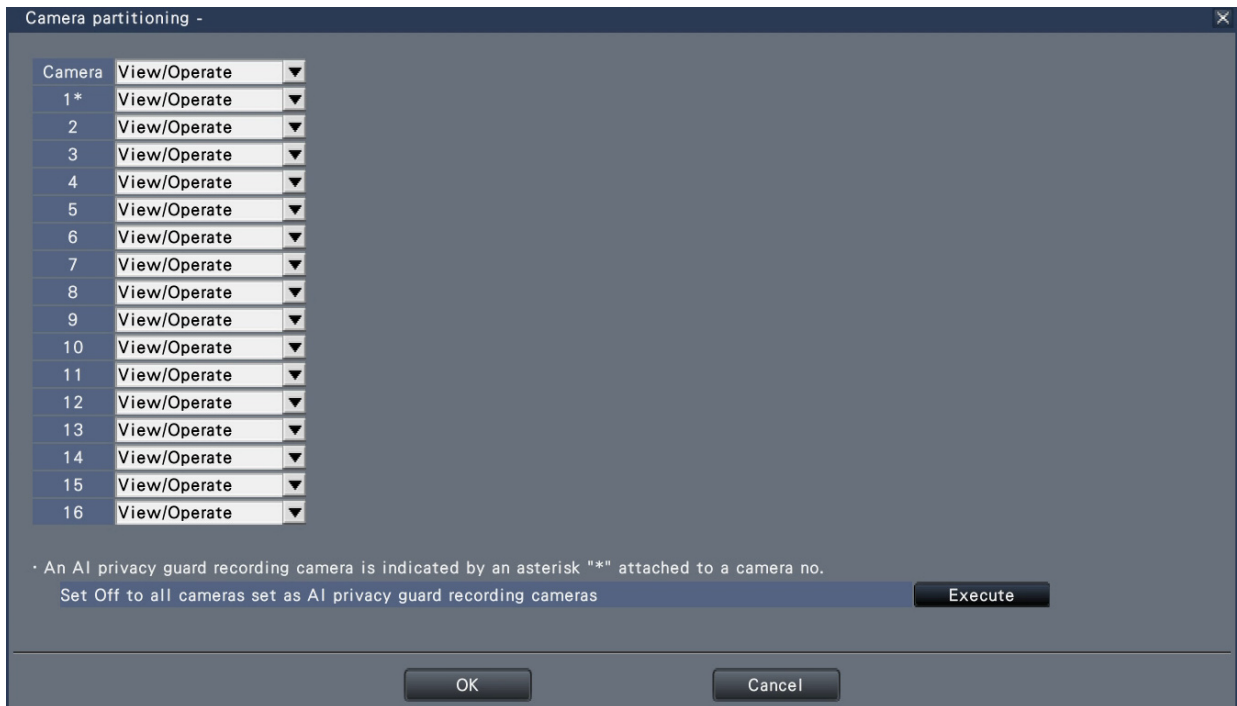 Camera partitioning -
Camera View/Operate
1* View/Operate
2 View/Operate
3 View/Operate
4 View/Operate
5 View/Operate
6 View/Operate
7 View/Operate
8 View/Operate
9 View/Operate
10 View/Operate
11 View/Operate
12 View/Operate
13 View/Operate
14 View/Operate
15 View/Operate
16 View/Operate
· An AI privacy guard recording camera is indicated by an asterisk "*" attached to a camera no.
Set Off to all cameras set as AI privacy guard recording cameras Execute
OK Cancel